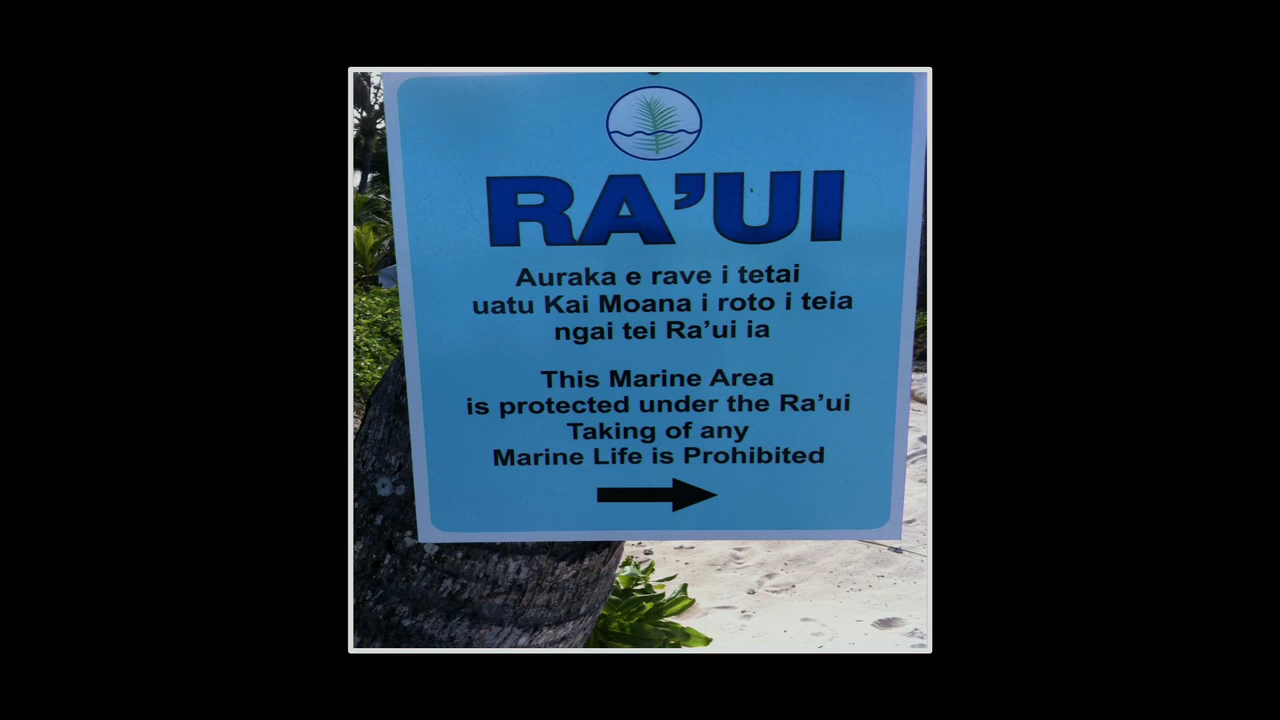 RA’UI
Auraka e rave i tetai
uatu Kai Moana i roto i teia
ngai tei Ra’ui ia
This Marine Area
is protected under the Ra’ui
Taking of any
Marine Life is Prohibited